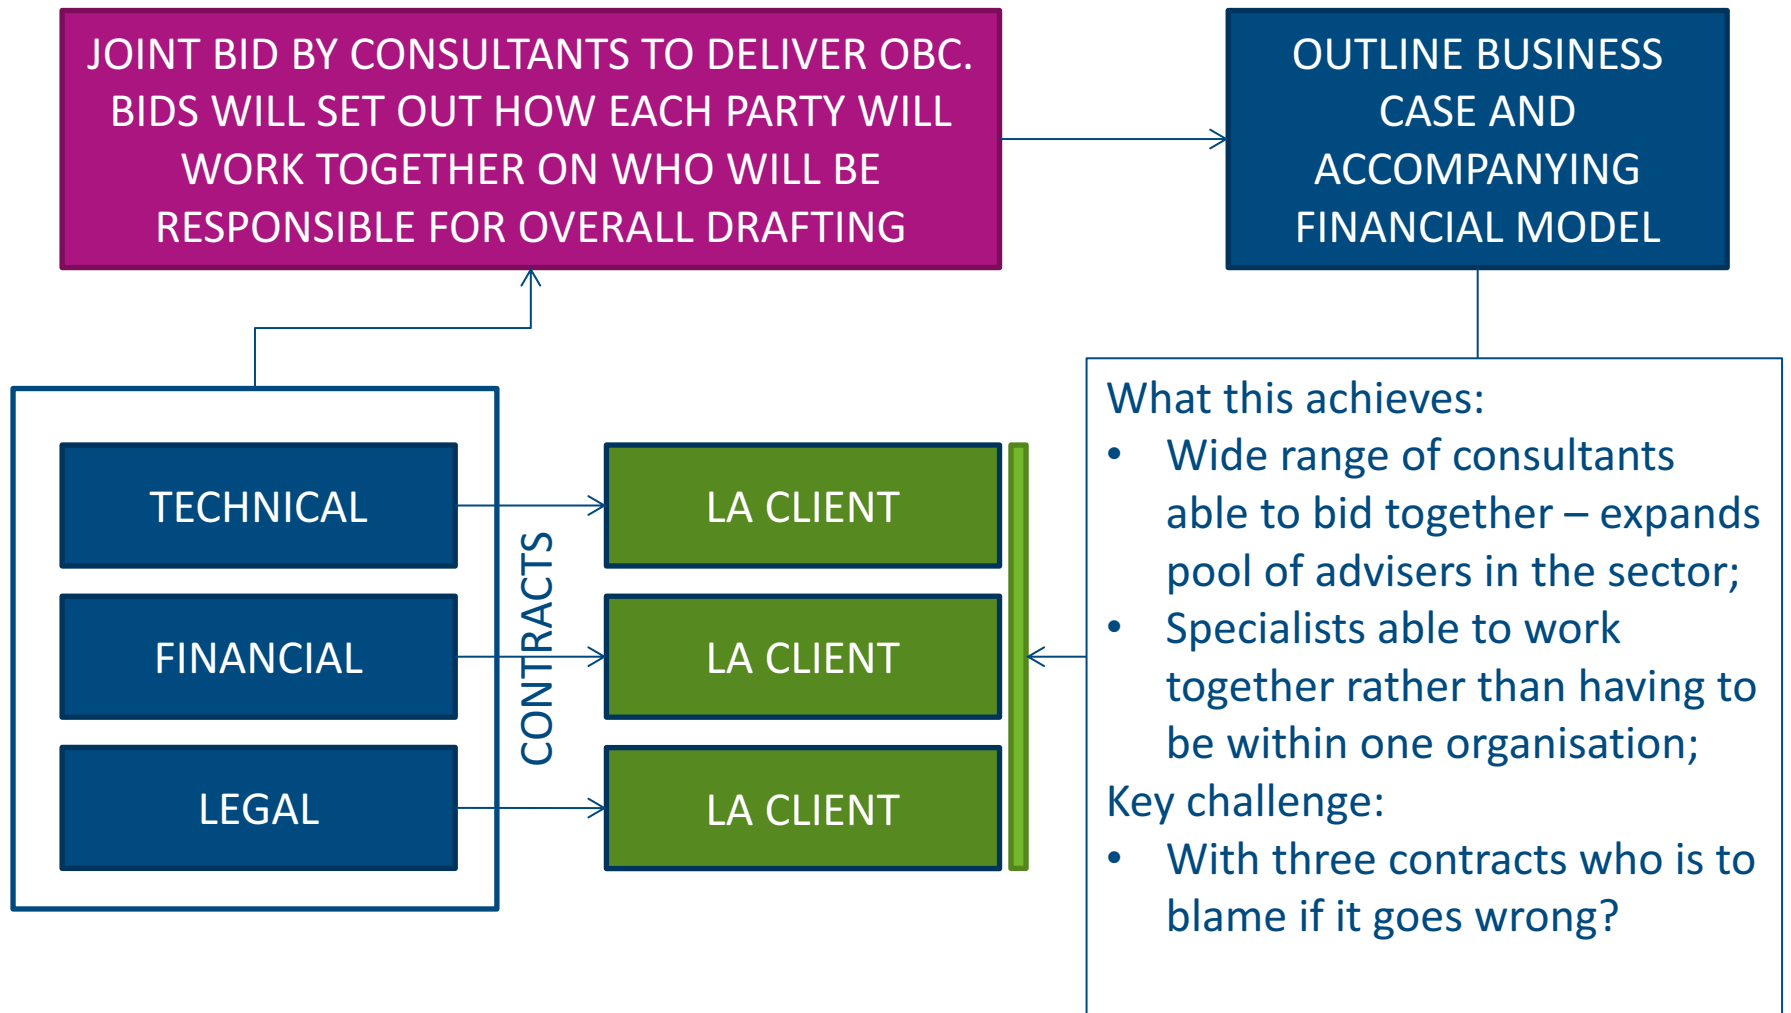 JOINT BID BY CONSULTANTS TO DELIVER OBC.
BIDS WILL SET OUT HOW EACH PARTY WILL
WORK TOGETHER ON WHO WILL BE
RESPONSIBLE FOR OVERALL DRAFTING
OUTLINE BUSINESS
CASE AND
ACCOMPANYING
FINANCIAL MODEL
TECHNICAL
FINANCIAL
LEGAL
CONTRACTS
LA CLIENT
LA CLIENT
LA CLIENT
What this achieves:
• Wide range of consultants
able to bid together – expands
pool of advisers in the sector;
• Specialists able to work
together rather than having to
be within one organisation;
Key challenge:
• With three contracts who is to
blame if it goes wrong?